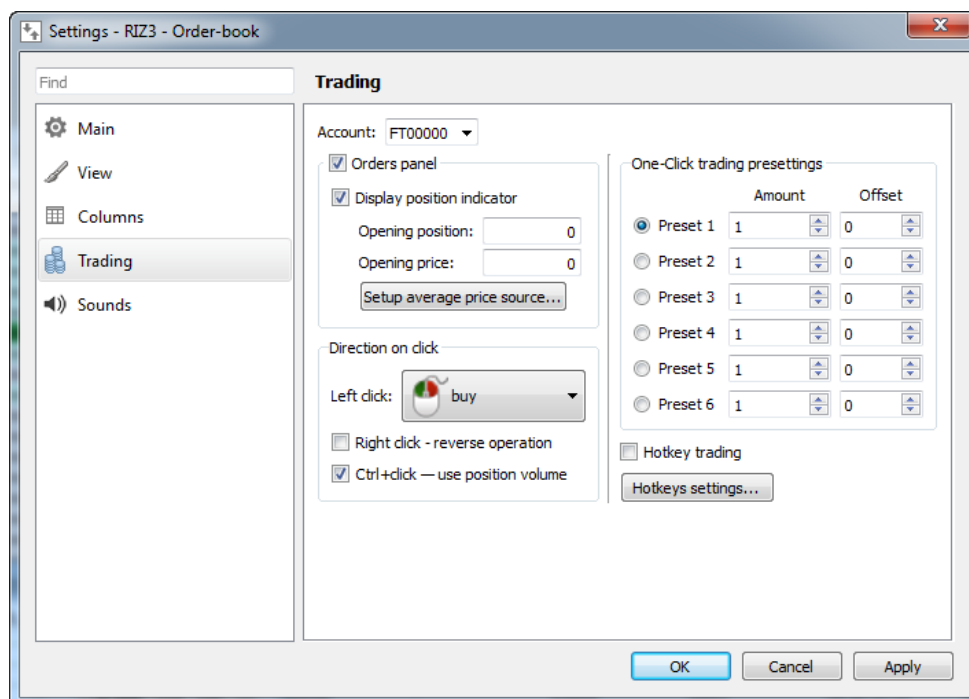 Settings - RIZ3 - Order-book
Find
Main
View
Columns
Trading
Sounds
Trading
Account: FT00000
Orders panel
Display position indicator
Opening position: 0
Opening price: 0
Setup average price source...
Direction on click
Left click: buy
Right click - reverse operation
Ctrl+click — use position volume
One-Click trading presettings
Amount Offset
Preset 1 1 0
Preset 2 1 0
Preset 3 1 0
Preset 4 1 0
Preset 5 1 0
Preset 6 1 0
Hotkey trading
Hotkeys settings...
OK Cancel Apply